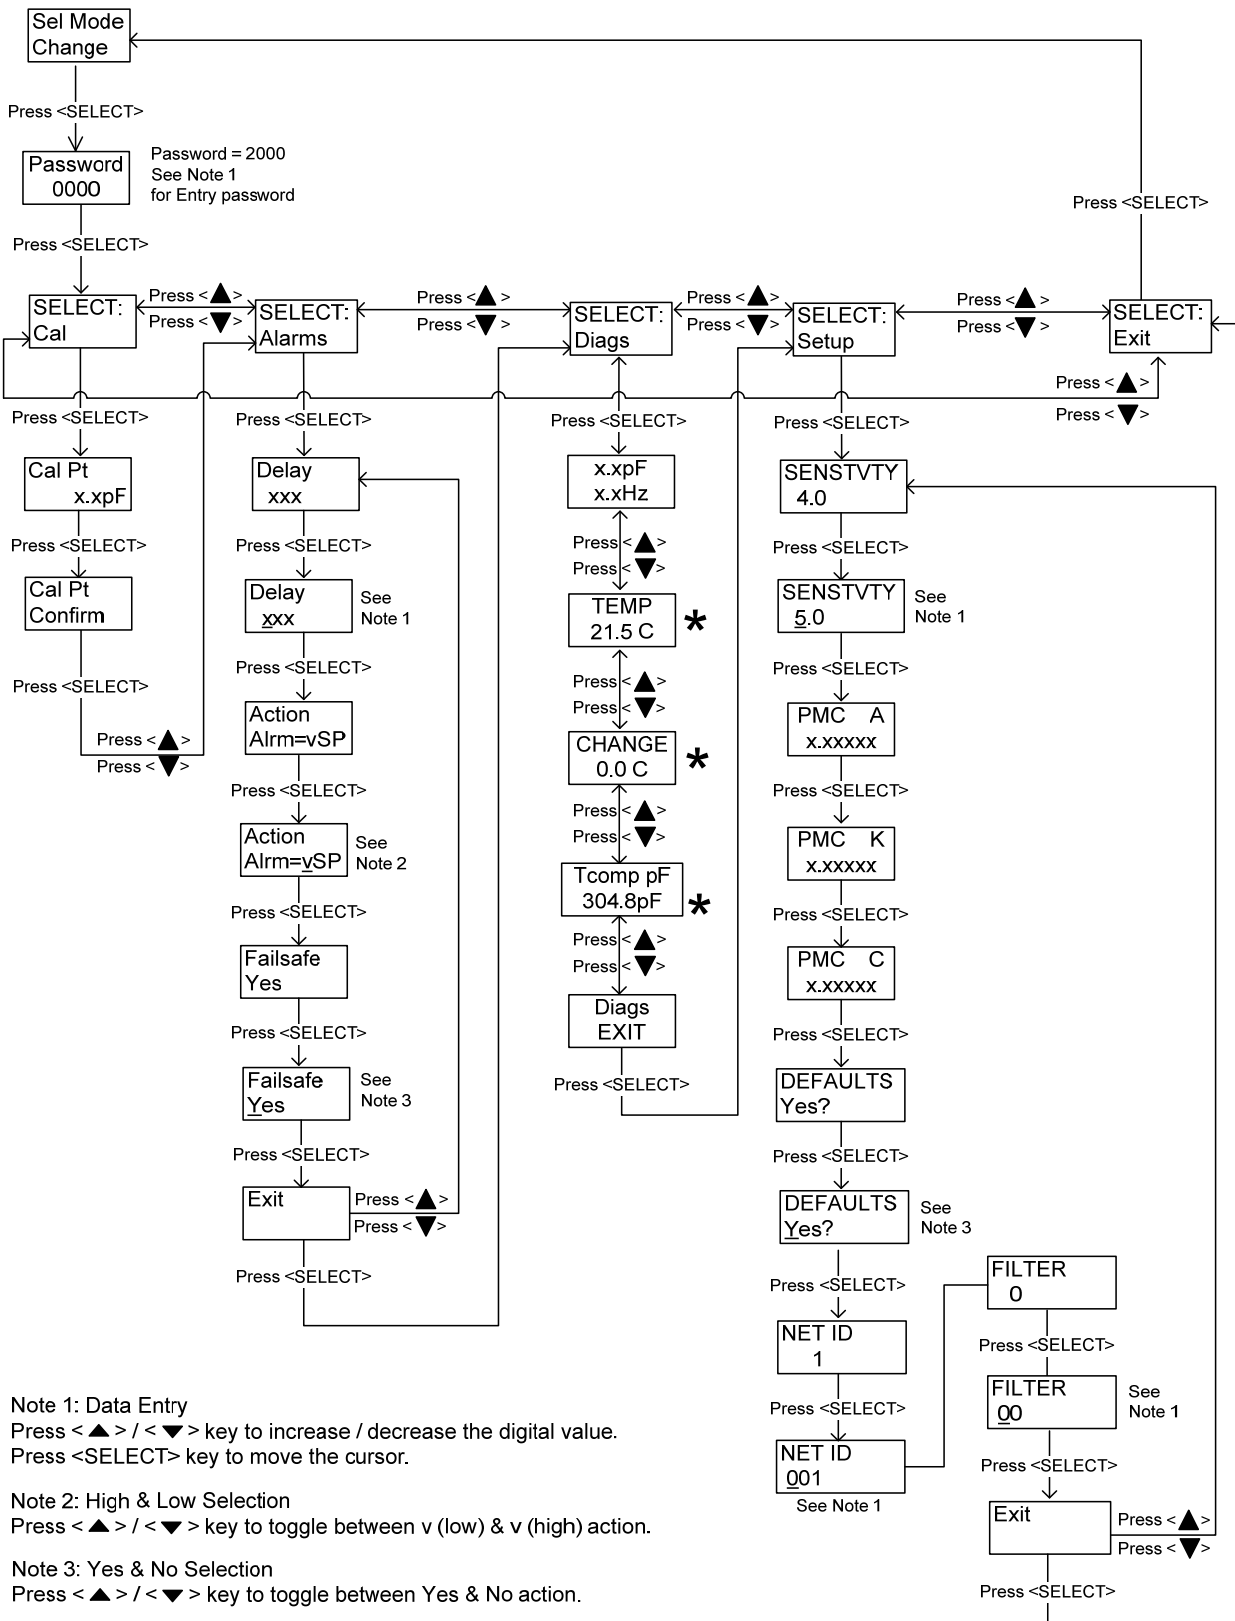 Sel Mode
Change
Press <SELECT>
Password
0000
Password = 2000
See Note 1
for Entry password
Press <SELECT>
Press <SELECT>
SELECT:
Cal
Press <▲>
Press <▼>
SELECT:
Alarms
Press <▲>
Press <▼>
SELECT:
Diags
Press <▲>
Press <▼>
SELECT:
Setup
Press <▲>
Press <▼>
SELECT:
Exit
Press <▲>
Press <▼>
Press <SELECT>
Cal Pt
x.xpF
Press <SELECT>
Cal Pt
Confirm
Press <SELECT>
Press <▲>
Press <▼>
Press <SELECT>
Delay
xxx
Press <SELECT>
Delay
xxx
See
Note 1
Press <SELECT>
Action
Alrm=vSP
Press <SELECT>
Action
Alrm=vSP
See
Note 2
Press <SELECT>
Failsafe
Yes
Press <SELECT>
Failsafe
Yes
See
Note 3
Press <SELECT>
Exit
Press <▲>
Press <▼>
Press <SELECT>
Press <SELECT>
x.xpF
x.xHz
Press <▲>
Press <▼>
TEMP
21.5 C
*
Press <▲>
Press <▼>
CHANGE
0.0 C
*
Press <▲>
Press <▼>
Tcomp pF
304.8pF
*
Press <▲>
Press <▼>
Diags
EXIT
Press <SELECT>
Press <SELECT>
SENSTVTY
4.0
Press <SELECT>
SENSTVTY
5.0
See
Note 1
Press <SELECT>
PMC A
x.xxxxx
Press <SELECT>
PMC K
x.xxxxx
Press <SELECT>
PMC C
x.xxxxx
Press <SELECT>
DEFAULTS
Yes?
Press <SELECT>
DEFAULTS
Yes?
See
Note 3
Press <SELECT>
NET ID
1
Press <SELECT>
NET ID
001
See Note 1
FILTER
0
Press <SELECT>
FILTER
00
See
Note 1
Press <SELECT>
Exit
Press <▲>
Press <▼>
Press <SELECT>
Note 1: Data Entry
Press < ▲ > / < ▼ > key to increase / decrease the digital value.
Press <SELECT> key to move the cursor.
Note 2: High & Low Selection
Press < ▲ > / < ▼ > key to toggle between v (low) & v (high) action.
Note 3: Yes & No Selection
Press < ▲ > / < ▼ > key to toggle between Yes & No action.